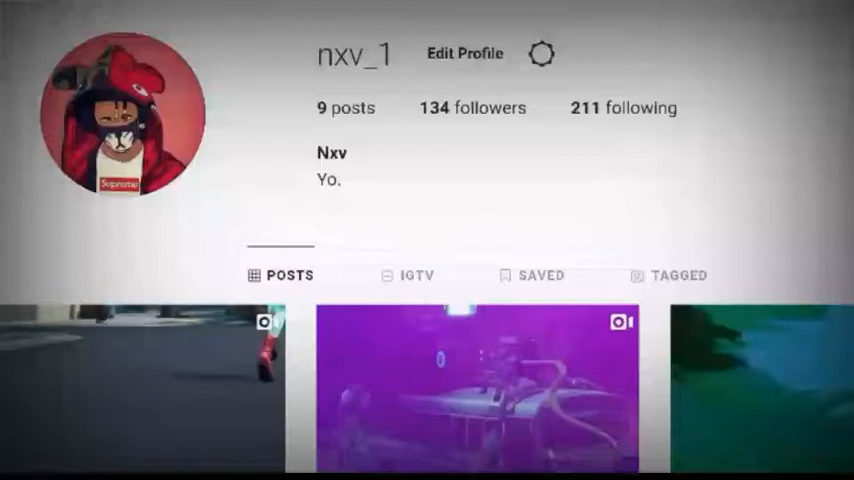 nxv_1 Edit Profile
9 posts 134 followers 211 following
Nxv
Yo.
POSTS IGTV SAVED TAGGED
Supreme